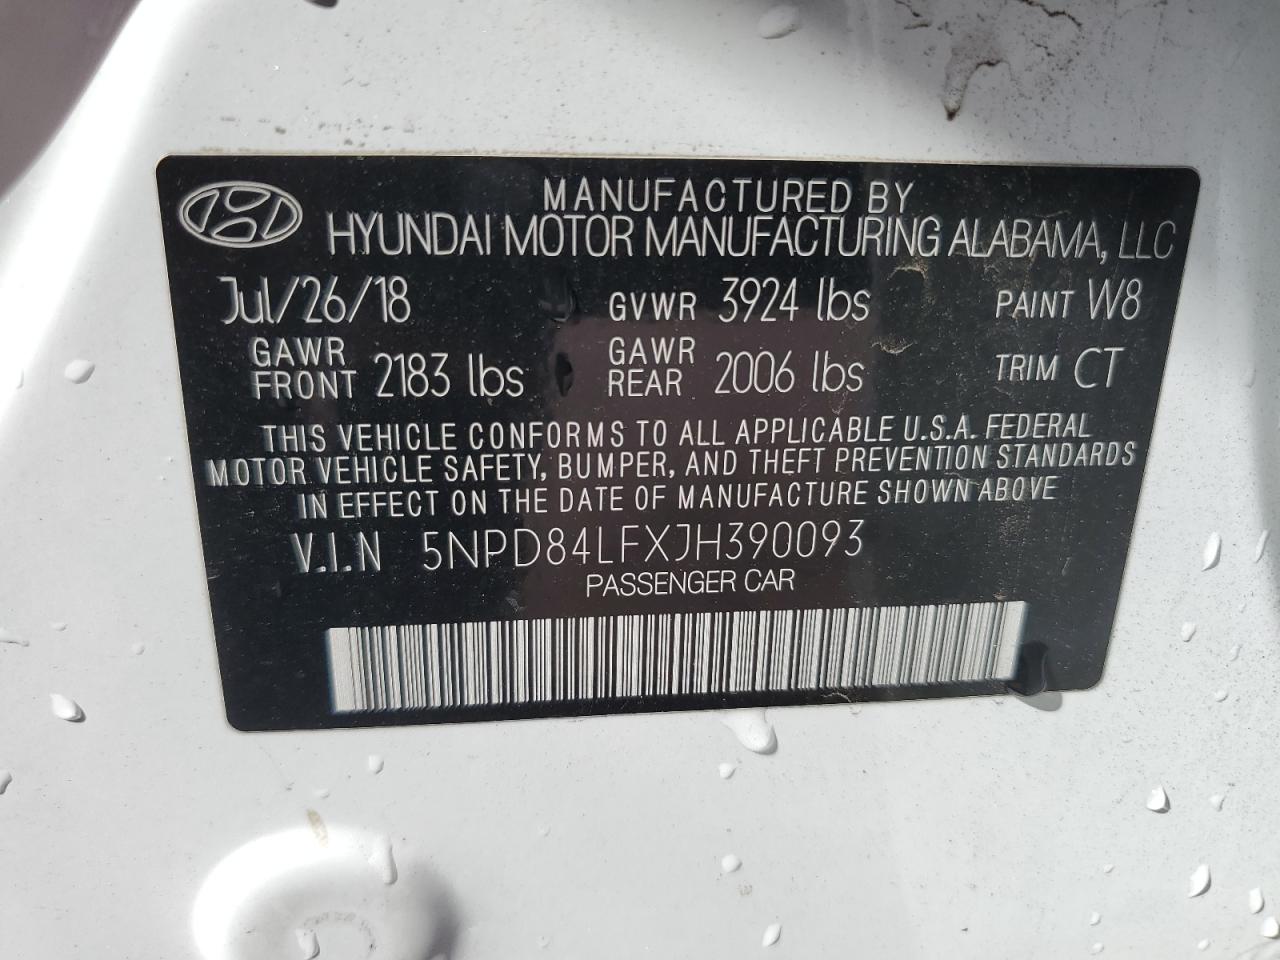 MANUFACTURED BY
HYUNDAI MOTOR MANUFACTURING ALABAMA, LLC
Jul/26/18 GVWR 3924 lbs PAINT W8
GAWR FRONT 2183 lbs GAWR REAR 2006 lbs TRIM CT
THIS VEHICLE CONFORMS TO ALL APPLICABLE U.S.A. FEDERAL
MOTOR VEHICLE SAFETY, BUMPER, AND THEFT PREVENTION STANDARDS
IN EFFECT ON THE DATE OF MANUFACTURE SHOWN ABOVE
V.I.N 5NPD84LFXJH390093
PASSENGER CAR